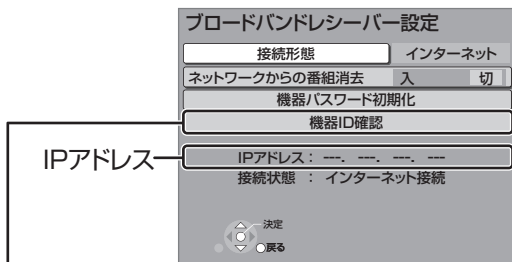 ブロードバンドレシーバー設定
接続形態 インターネット
ネットワークからの番組消去 入 切
機器パスワード初期化
機器ID確認
IPアドレス
IPアドレス : ---. ---. ---. ---
接続状態 : インターネット接続
決定
戻る